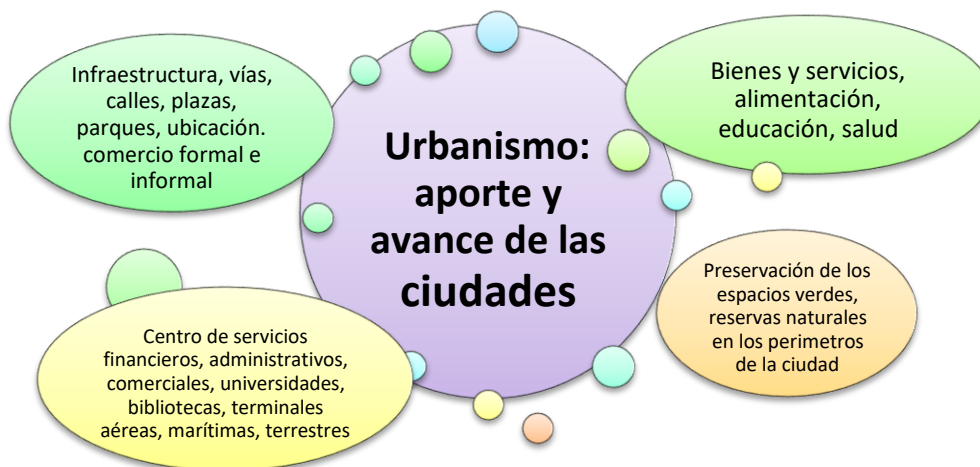 Infraestructura, vías,
calles, plazas,
parques, ubicación.
comercio formal e
informal
Urbanismo:
aporte y
avance de las
ciudades
Bienes y servicios,
alimentación,
educación, salud
Centro de servicios
financieros, administrativos,
comerciales, universidades,
bibliotecas, terminales
aéreas, marítimas, terrestres
Preservación de los
espacios verdes,
reservas naturales
en los perimetros
de la ciudad